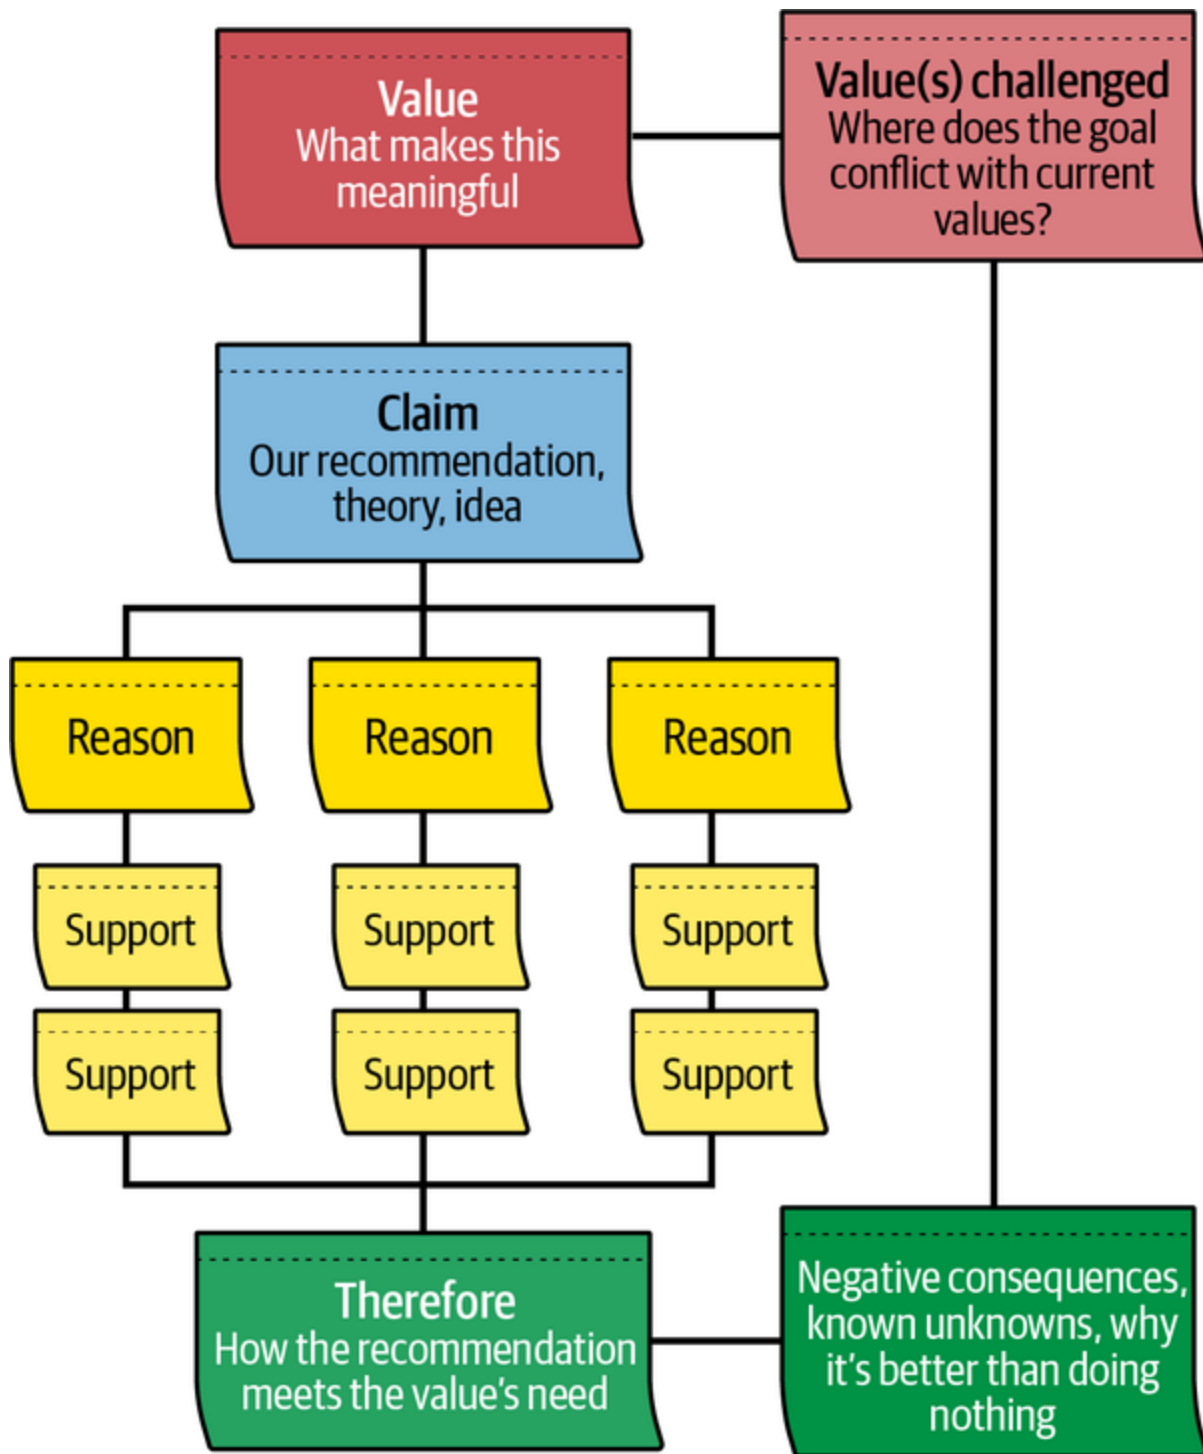 Value
What makes this
meaningful
Value(s) challenged
Where does the goal
conflict with current
values?
Claim
Our recommendation,
theory, idea
Reason
Reason
Reason
Support
Support
Support
Support
Support
Support
Therefore
How the recommendation
meets the value’s need
Negative consequences,
known unknowns, why
it’s better than doing
nothing